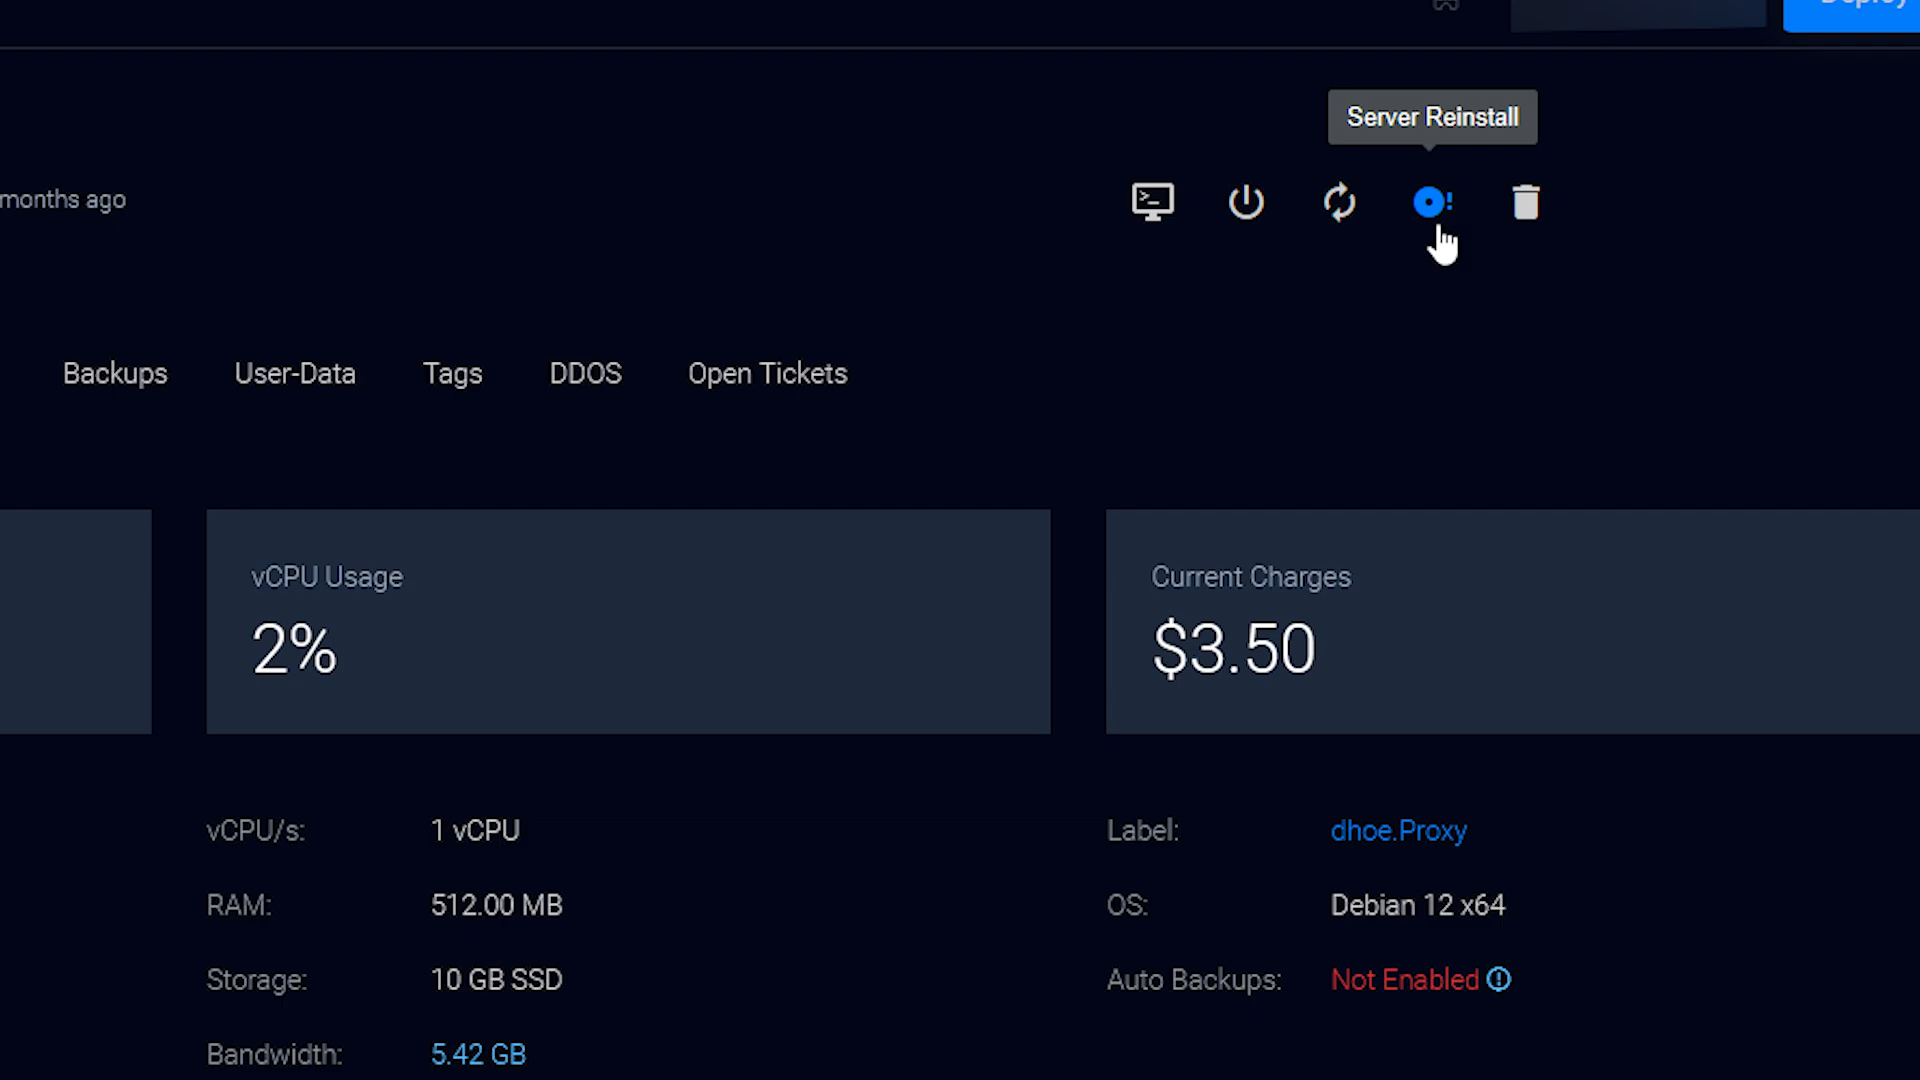 Deploy
Server Reinstall
months ago
Backups User-Data Tags DDOS Open Tickets
vCPU Usage
2%
Current Charges
$3.50
vCPU/s: 1 vCPU
Label: dhoe.Proxy
RAM: 512.00 MB
OS: Debian 12 x64
Storage: 10 GB SSD
Auto Backups: Not Enabled
Bandwidth: 5.42 GB